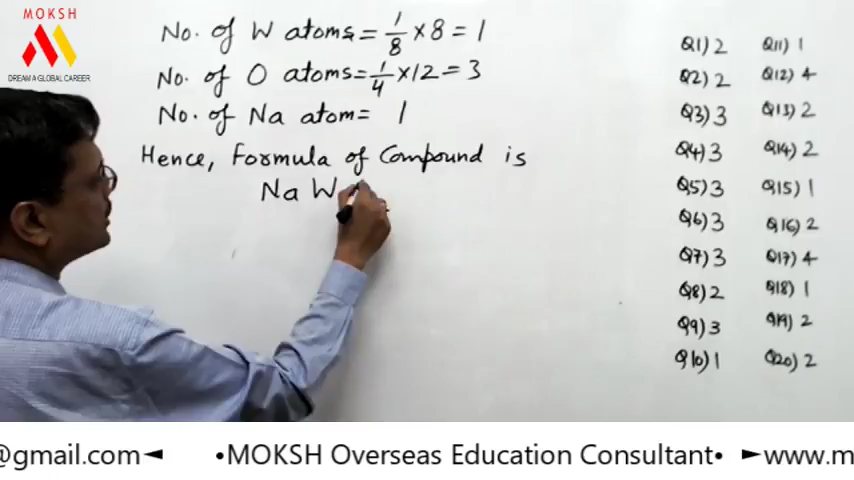 MOKSH
DREAM A GLOBAL CAREER
No. of W atoms = 1/8 × 8 = 1
No. of O atoms = 1/4 × 12 = 3
No. of Na atom = 1
Hence, Formula of Compound is
Na W
Q1) 2
Q2) 2
Q3) 3
Q4) 3
Q5) 3
Q6) 3
Q7) 3
Q8) 2
Q9) 3
Q10) 1
Q11) 1
Q12) 4
Q13) 2
Q14) 2
Q15) 1
Q16) 2
Q17) 4
Q18) 1
Q19) 2
Q20) 2
@gmail.com◄ •MOKSH Overseas Education Consultant• ►www.m